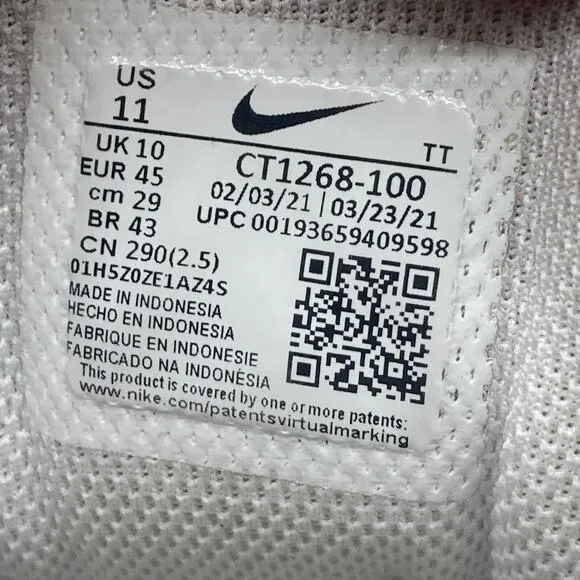 US
11
TT
UK 10
EUR 45
cm 29
BR 43
CN 290(2.5)
CT1268-100
02/03/21 | 03/23/21
UPC 00193659409598
01H5Z0ZE1AZ4S
MADE IN INDONESIA
HECHO EN INDONESIA
FABRIQUE EN INDONESIE
FABRICADO NA INDONÉSIA
This product is covered by one or more patents:
www.nike.com/patentsvirtualmarking